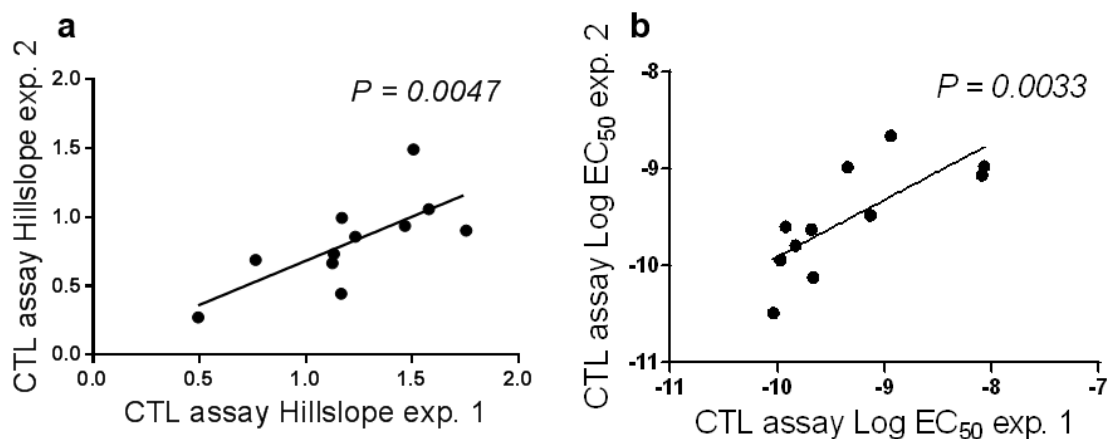 a
CTL assay Hillslope exp. 2
2.0
1.5
1.0
0.5
0.0
P = 0.0047
0.0 0.5 1.0 1.5 2.0
CTL assay Hillslope exp. 1
b
CTL assay Log EC50 exp. 2
-8
-9
-10
-11
P = 0.0033
-11 -10 -9 -8 -7
CTL assay Log EC50 exp. 1